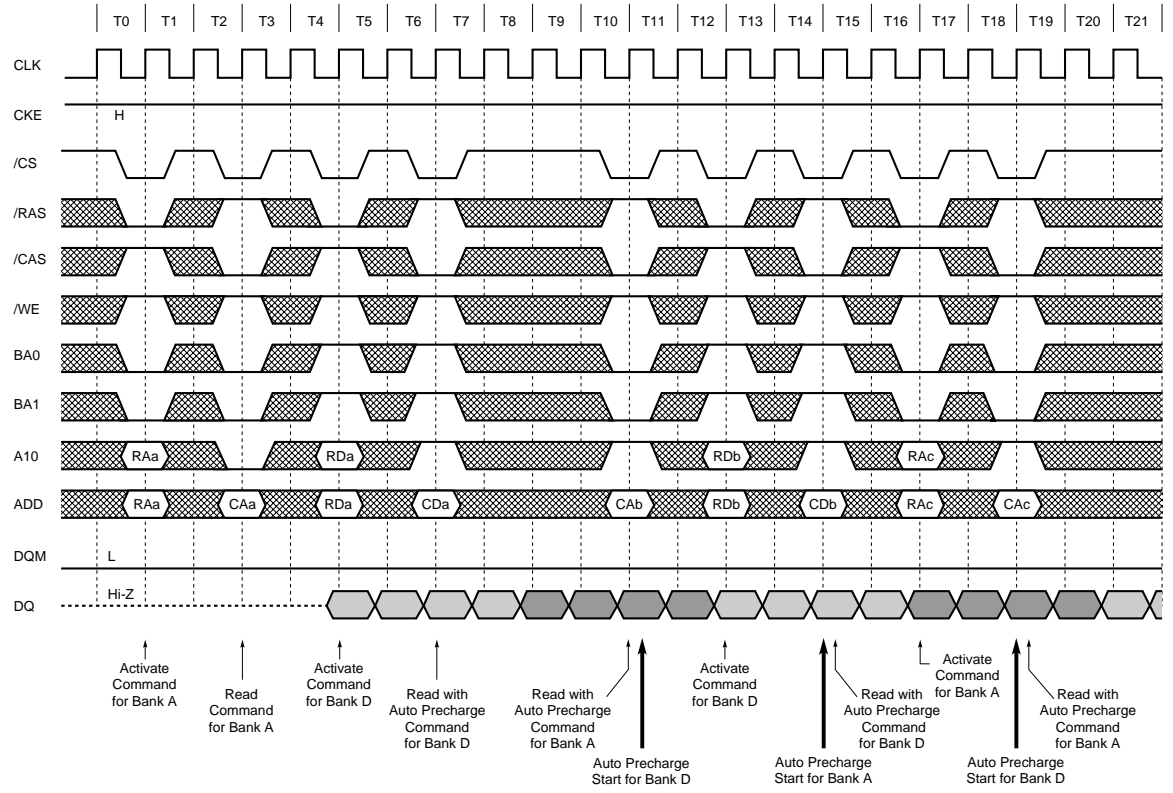 T0 T1 T2 T3 T4 T5 T6 T7 T8 T9 T10 T11 T12 T13 T14 T15 T16 T17 T18 T19 T20 T21
CLK
CKE H
/CS
/RAS
/CAS
/WE
BA0
BA1
A10 RAa RDa RDb RAc
ADD RAa CAa RDa CDa CAb RDb CDb RAc CAc
DQM L
DQ Hi-Z
Activate
Command
for Bank A
Read
Command
for Bank A
Activate
Command
for Bank D
Read with
Auto Precharge
Command
for Bank D
Read with
Auto Precharge
Command
for Bank A
Auto Precharge
Start for Bank D
Activate
Command
for Bank D
Auto Precharge
Start for Bank A
Read with
Auto Precharge
Command
for Bank D
Activate
Command
for Bank A
Auto Precharge
Start for Bank D
Read with
Auto Precharge
Command
for Bank A